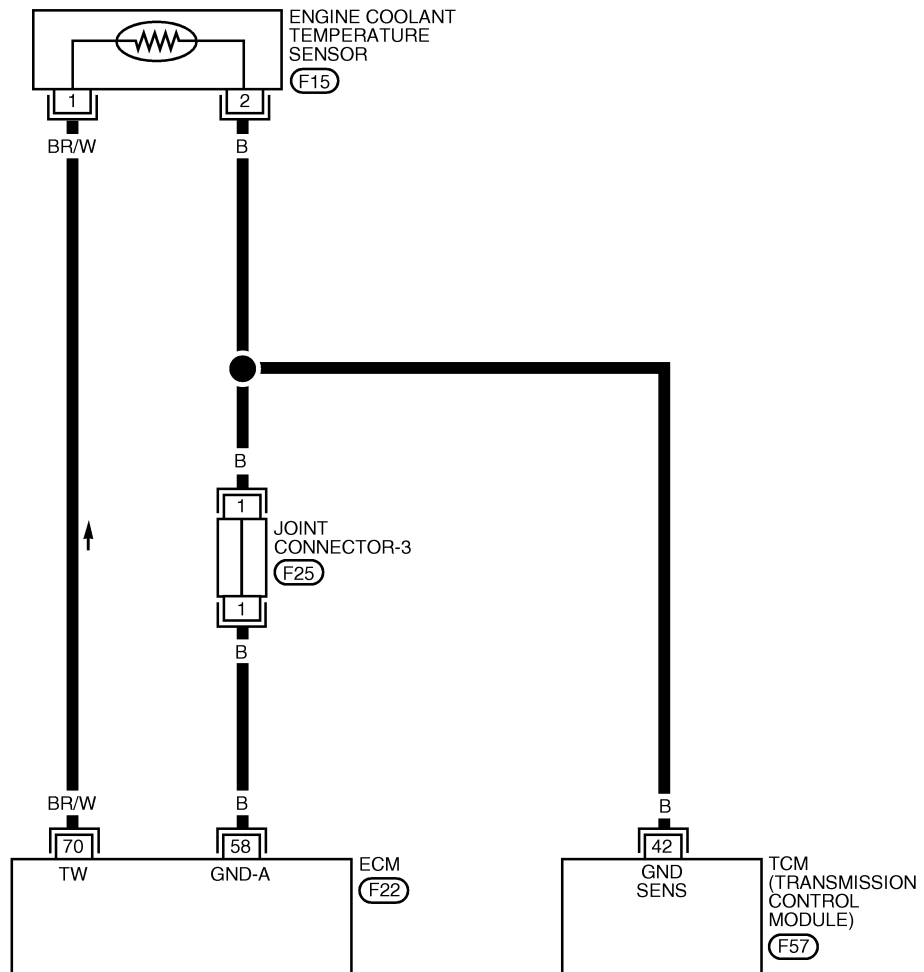 ENGINE COOLANT
TEMPERATURE
SENSOR
F15
1
2
BR/W
B
B
1
JOINT
CONNECTOR-3
F25
1
B
BR/W
B
B
70
58
42
TW
GND-A
GND
SENS
ECM
F22
TCM
(TRANSMISSION
CONTROL
MODULE)
F57